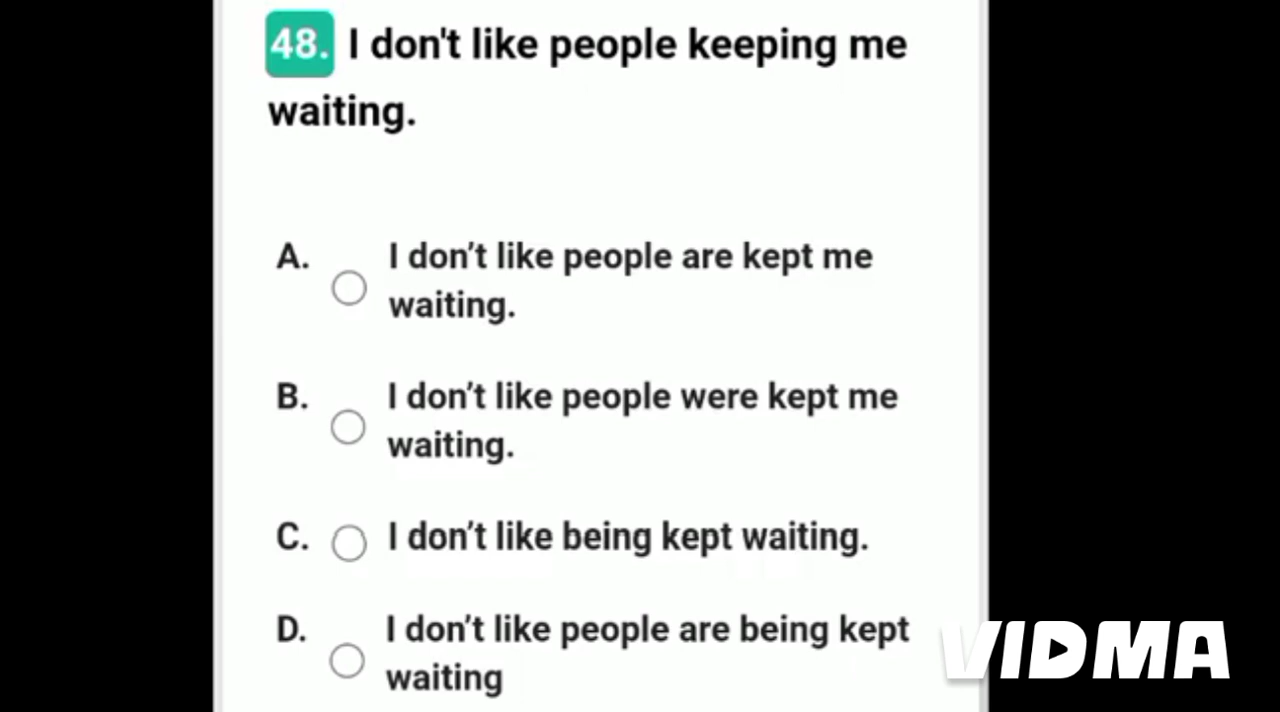 48. I don't like people keeping me
waiting.
A. I don’t like people are kept me
waiting.
B. I don’t like people were kept me
waiting.
C. I don’t like being kept waiting.
D. I don’t like people are being kept
waiting
VIDMA